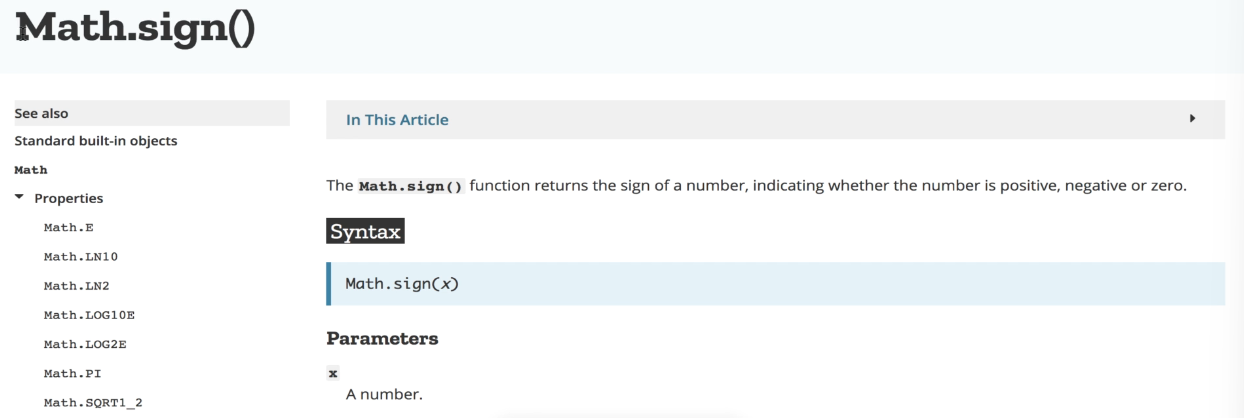 Math.sign()
See also
Standard built-in objects
Math
Properties
Math.E
Math.LN10
Math.LN2
Math.LOG10E
Math.LOG2E
Math.PI
Math.SQRT1_2
In This Article
The Math.sign() function returns the sign of a number, indicating whether the number is positive, negative or zero.
Syntax
Math.sign(x)
Parameters
x
A number.